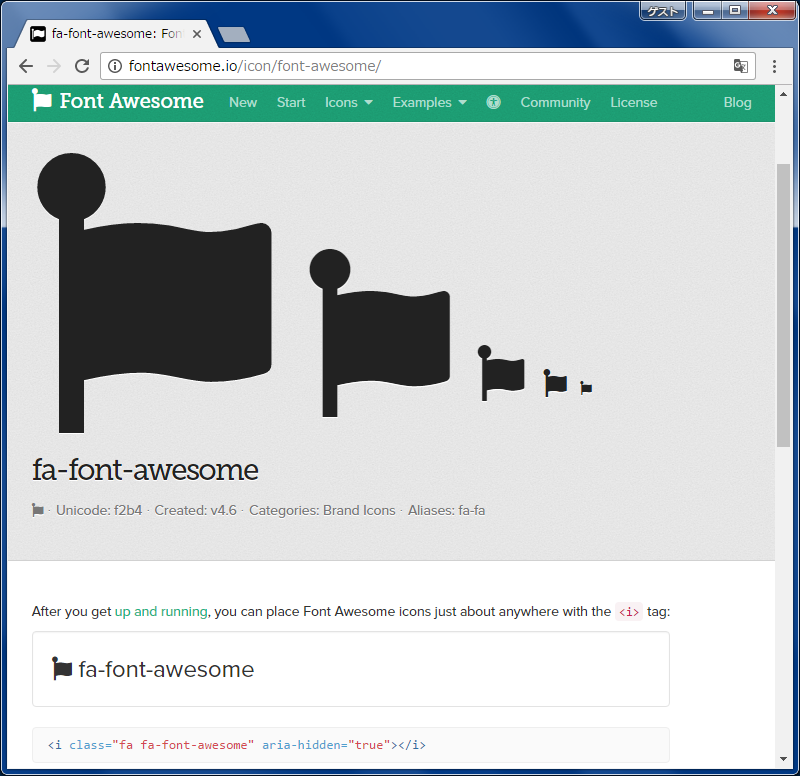 ゲスト
fa-font-awesome: Fon
fontawesome.io/icon/font-awesome/
Font Awesome New Start Icons Examples Community License Blog
fa-font-awesome
· Unicode: f2b4 · Created: v4.6 · Categories: Brand Icons · Aliases: fa-fa
After you get up and running, you can place Font Awesome icons just about anywhere with the <i> tag:
fa-font-awesome
<i class="fa fa-font-awesome" aria-hidden="true"></i>